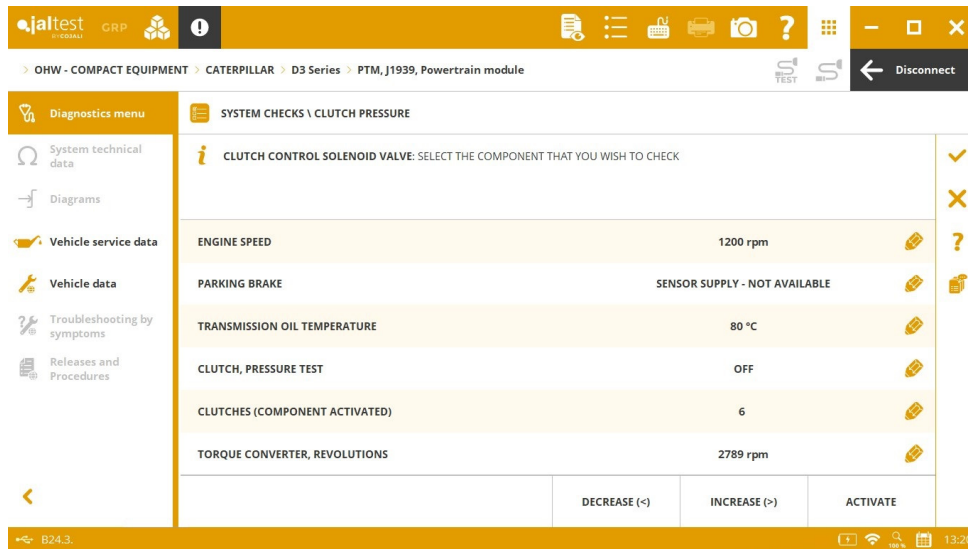 jaltest GRP
BY COJALI
> OHW - COMPACT EQUIPMENT > CATERPILLAR > D3 Series > PTM, J1939, Powertrain module
TEST
Disconnect
Diagnostics menu
SYSTEM CHECKS \ CLUTCH PRESSURE
System technical
data
Diagrams
Vehicle service data
Vehicle data
Troubleshooting by
symptoms
Releases and
Procedures
CLUTCH CONTROL SOLENOID VALVE: SELECT THE COMPONENT THAT YOU WISH TO CHECK
ENGINE SPEED 1200 rpm
PARKING BRAKE SENSOR SUPPLY - NOT AVAILABLE
TRANSMISSION OIL TEMPERATURE 80 °C
CLUTCH, PRESSURE TEST OFF
CLUTCHES (COMPONENT ACTIVATED) 6
TORQUE CONVERTER, REVOLUTIONS 2789 rpm
DECREASE (<) INCREASE (>) ACTIVATE
B24.3. 100 %